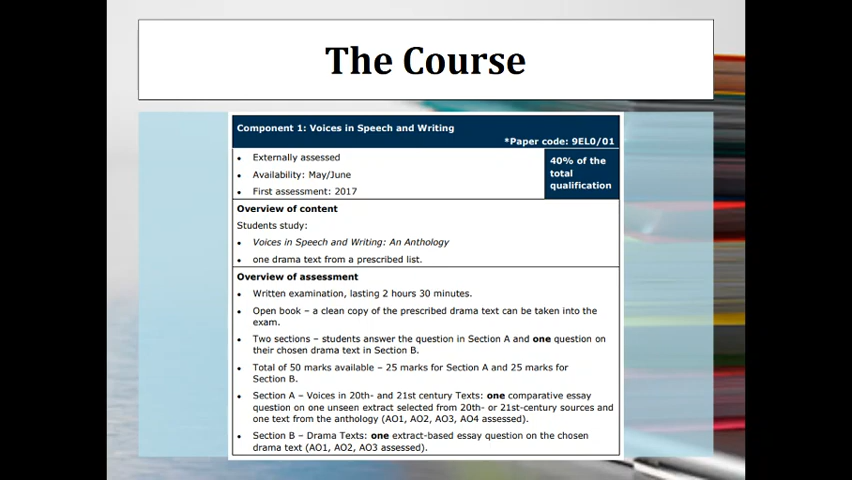 The Course
Component 1: Voices in Speech and Writing
*Paper code: 9EL0/01
• Externally assessed
• Availability: May/June
• First assessment: 2017
40% of the
total
qualification
Overview of content
Students study:
• Voices in Speech and Writing: An Anthology
• one drama text from a prescribed list.
Overview of assessment
• Written examination, lasting 2 hours 30 minutes.
• Open book – a clean copy of the prescribed drama text can be taken into the
exam.
• Two sections – students answer the question in Section A and one question on
their chosen drama text in Section B.
• Total of 50 marks available – 25 marks for Section A and 25 marks for
Section B.
• Section A – Voices in 20th- and 21st century Texts: one comparative essay
question on one unseen extract selected from 20th- or 21st-century sources and
one text from the anthology (AO1, AO2, AO3, AO4 assessed).
• Section B – Drama Texts: one extract-based essay question on the chosen
drama text (AO1, AO2, AO3 assessed).